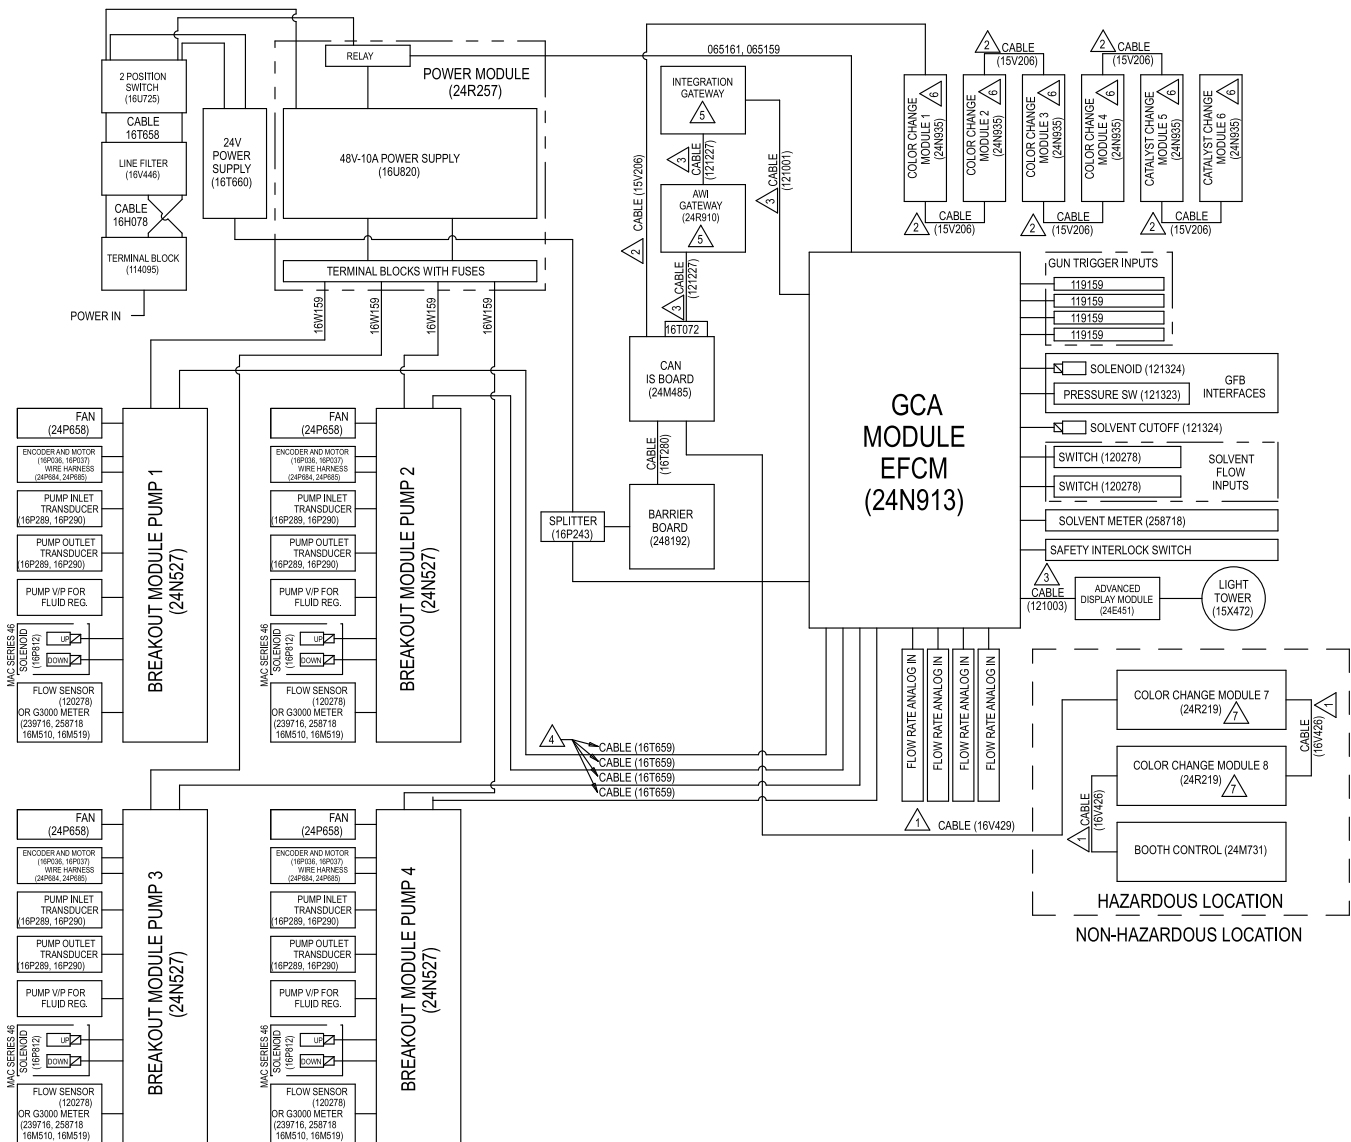 2 POSITION
SWITCH
(16U725)
CABLE
16T658
LINE FILTER
(16V446)
CABLE
16H078
TERMINAL BLOCK
(114095)
POWER IN
24V
POWER
SUPPLY
(16T660)
RELAY
POWER MODULE
(24R257)
48V-10A POWER SUPPLY
(16U820)
TERMINAL BLOCKS WITH FUSES
16W159
16W159
16W159
16W159
065161, 065159
INTEGRATION
GATEWAY
5
3
CABLE
(121227)
AWI
GATEWAY
(24R910)
5
3
CABLE
(121227)
3
CABLE
(121001)
2
CABLE (15V206)
16T072
CAN
IS BOARD
(24M485)
CABLE
(16T280)
BARRIER
BOARD
(248192)
SPLITTER
(16P243)
GCA
MODULE
EFCM
(24N913)
2
CABLE
(15V206)
2
CABLE
(15V206)
COLOR CHANGE
MODULE 1
(24N935)
6
COLOR CHANGE
MODULE 2
(24N935)
6
COLOR CHANGE
MODULE 3
(24N935)
6
COLOR CHANGE
MODULE 4
(24N935)
6
CATALYST CHANGE
MODULE 5
(24N935)
6
CATALYST CHANGE
MODULE 6
(24N935)
6
2
CABLE
(15V206)
2
CABLE
(15V206)
2
CABLE
(15V206)
GUN TRIGGER INPUTS
119159
119159
119159
119159
SOLENOID (121324)
PRESSURE SW (121323)
GFB
INTERFACES
SOLVENT CUTOFF (121324)
SWITCH (120278)
SWITCH (120278)
SOLVENT
FLOW
INPUTS
SOLVENT METER (258718)
SAFETY INTERLOCK SWITCH
3
CABLE
(121003)
ADVANCED
DISPLAY MODULE
(24E451)
LIGHT
TOWER
(15X472)
FLOW RATE ANALOG IN
FLOW RATE ANALOG IN
FLOW RATE ANALOG IN
FLOW RATE ANALOG IN
4
CABLE (16T659)
CABLE (16T659)
CABLE (16T659)
CABLE (16T659)
1
CABLE (16V429)
COLOR CHANGE MODULE 7
(24R219)
7
1
CABLE
(16V426)
COLOR CHANGE MODULE 8
(24R219)
7
1
CABLE
(16V426)
BOOTH CONTROL (24M731)
HAZARDOUS LOCATION
NON-HAZARDOUS LOCATION
FAN
(24P658)
ENCODER AND MOTOR
(16P036, 16P037)
WIRE HARNESS
(24P684, 24P685)
PUMP INLET
TRANSDUCER
(16P289, 16P290)
PUMP OUTLET
TRANSDUCER
(16P289, 16P290)
PUMP V/P FOR
FLUID REG.
MAC SERIES 46
SOLENOID
(16P812)
UP
DOWN
FLOW SENSOR
(120278)
OR G3000 METER
(239716, 258718
16M510, 16M519)
BREAKOUT MODULE PUMP 1
(24N527)
FAN
(24P658)
ENCODER AND MOTOR
(16P036, 16P037)
WIRE HARNESS
(24P684, 24P685)
PUMP INLET
TRANSDUCER
(16P289, 16P290)
PUMP OUTLET
TRANSDUCER
(16P289, 16P290)
PUMP V/P FOR
FLUID REG.
MAC SERIES 46
SOLENOID
(16P812)
UP
DOWN
FLOW SENSOR
(120278)
OR G3000 METER
(239716, 258718
16M510, 16M519)
BREAKOUT MODULE PUMP 2
(24N527)
FAN
(24P658)
ENCODER AND MOTOR
(16P036, 16P037)
WIRE HARNESS
(24P684, 24P685)
PUMP INLET
TRANSDUCER
(16P289, 16P290)
PUMP OUTLET
TRANSDUCER
(16P289, 16P290)
PUMP V/P FOR
FLUID REG.
MAC SERIES 46
SOLENOID
(16P812)
UP
DOWN
FLOW SENSOR
(120278)
OR G3000 METER
(239716, 258718
16M510, 16M519)
BREAKOUT MODULE PUMP 3
(24N527)
FAN
(24P658)
ENCODER AND MOTOR
(16P036, 16P037)
WIRE HARNESS
(24P684, 24P685)
PUMP INLET
TRANSDUCER
(16P289, 16P290)
PUMP OUTLET
TRANSDUCER
(16P289, 16P290)
PUMP V/P FOR
FLUID REG.
MAC SERIES 46
SOLENOID
(16P812)
UP
DOWN
FLOW SENSOR
(120278)
OR G3000 METER
(239716, 258718
16M510, 16M519)
BREAKOUT MODULE PUMP 4
(24N527)